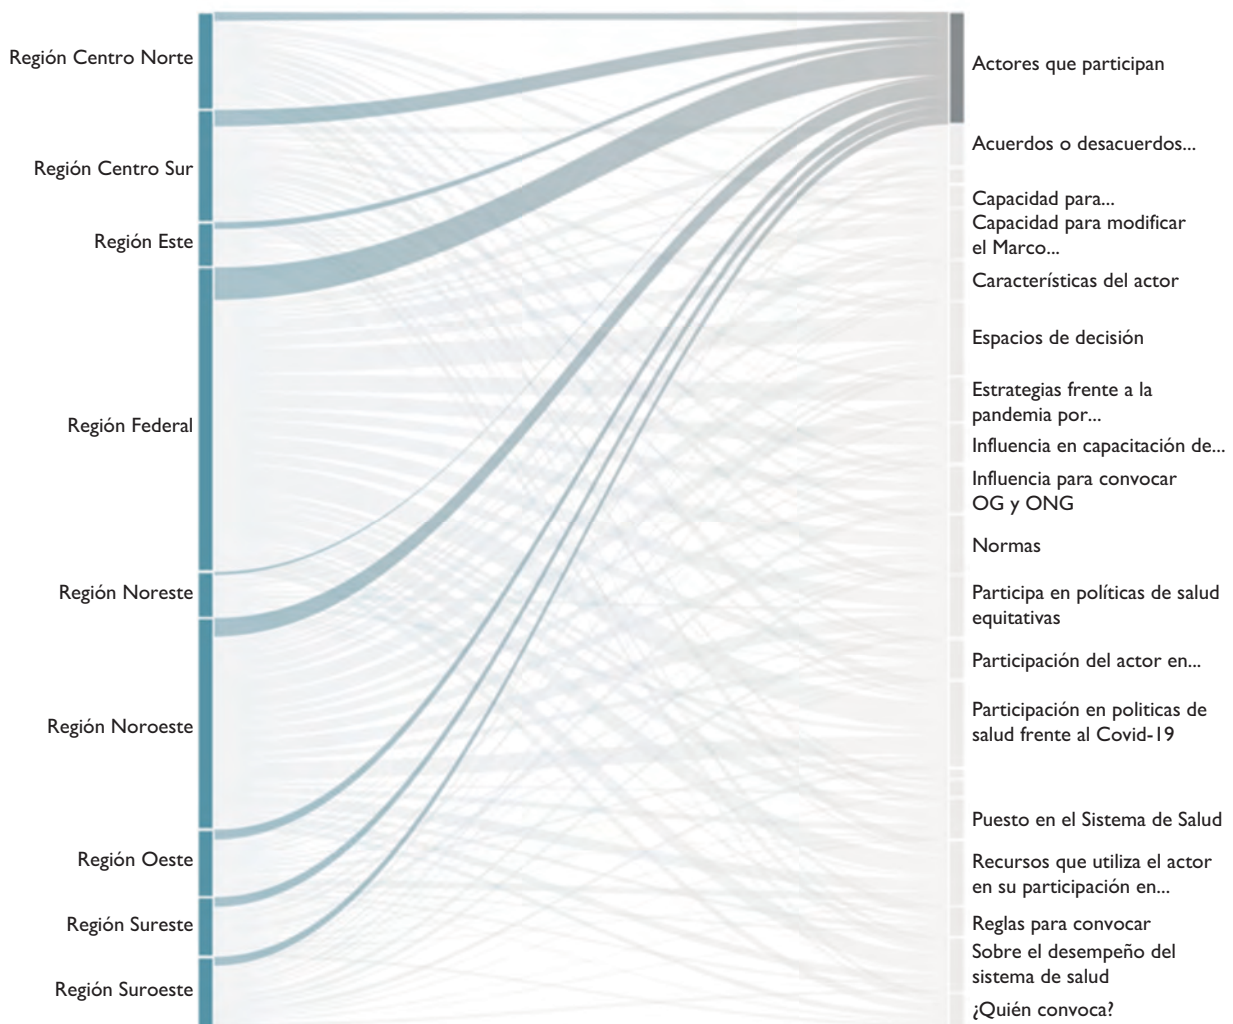 Región Centro Norte
Región Centro Sur
Región Este
Región Federal
Región Noreste
Región Noroeste
Región Oeste
Región Sureste
Región Suroeste
Actores que participan
Acuerdos o desacuerdos...
Capacidad para...
Capacidad para modificar
el Marco...
Características del actor
Espacios de decisión
Estrategias frente a la
pandemia por...
Influencia en capacitación de...
Influencia para convocar
OG y ONG
Normas
Participa en políticas de salud
equitativas
Participación del actor en...
Participación en politicas de
salud frente al Covid-19
Puesto en el Sistema de Salud
Recursos que utiliza el actor
en su participación en...
Reglas para convocar
Sobre el desempeño del
sistema de salud
¿Quién convoca?